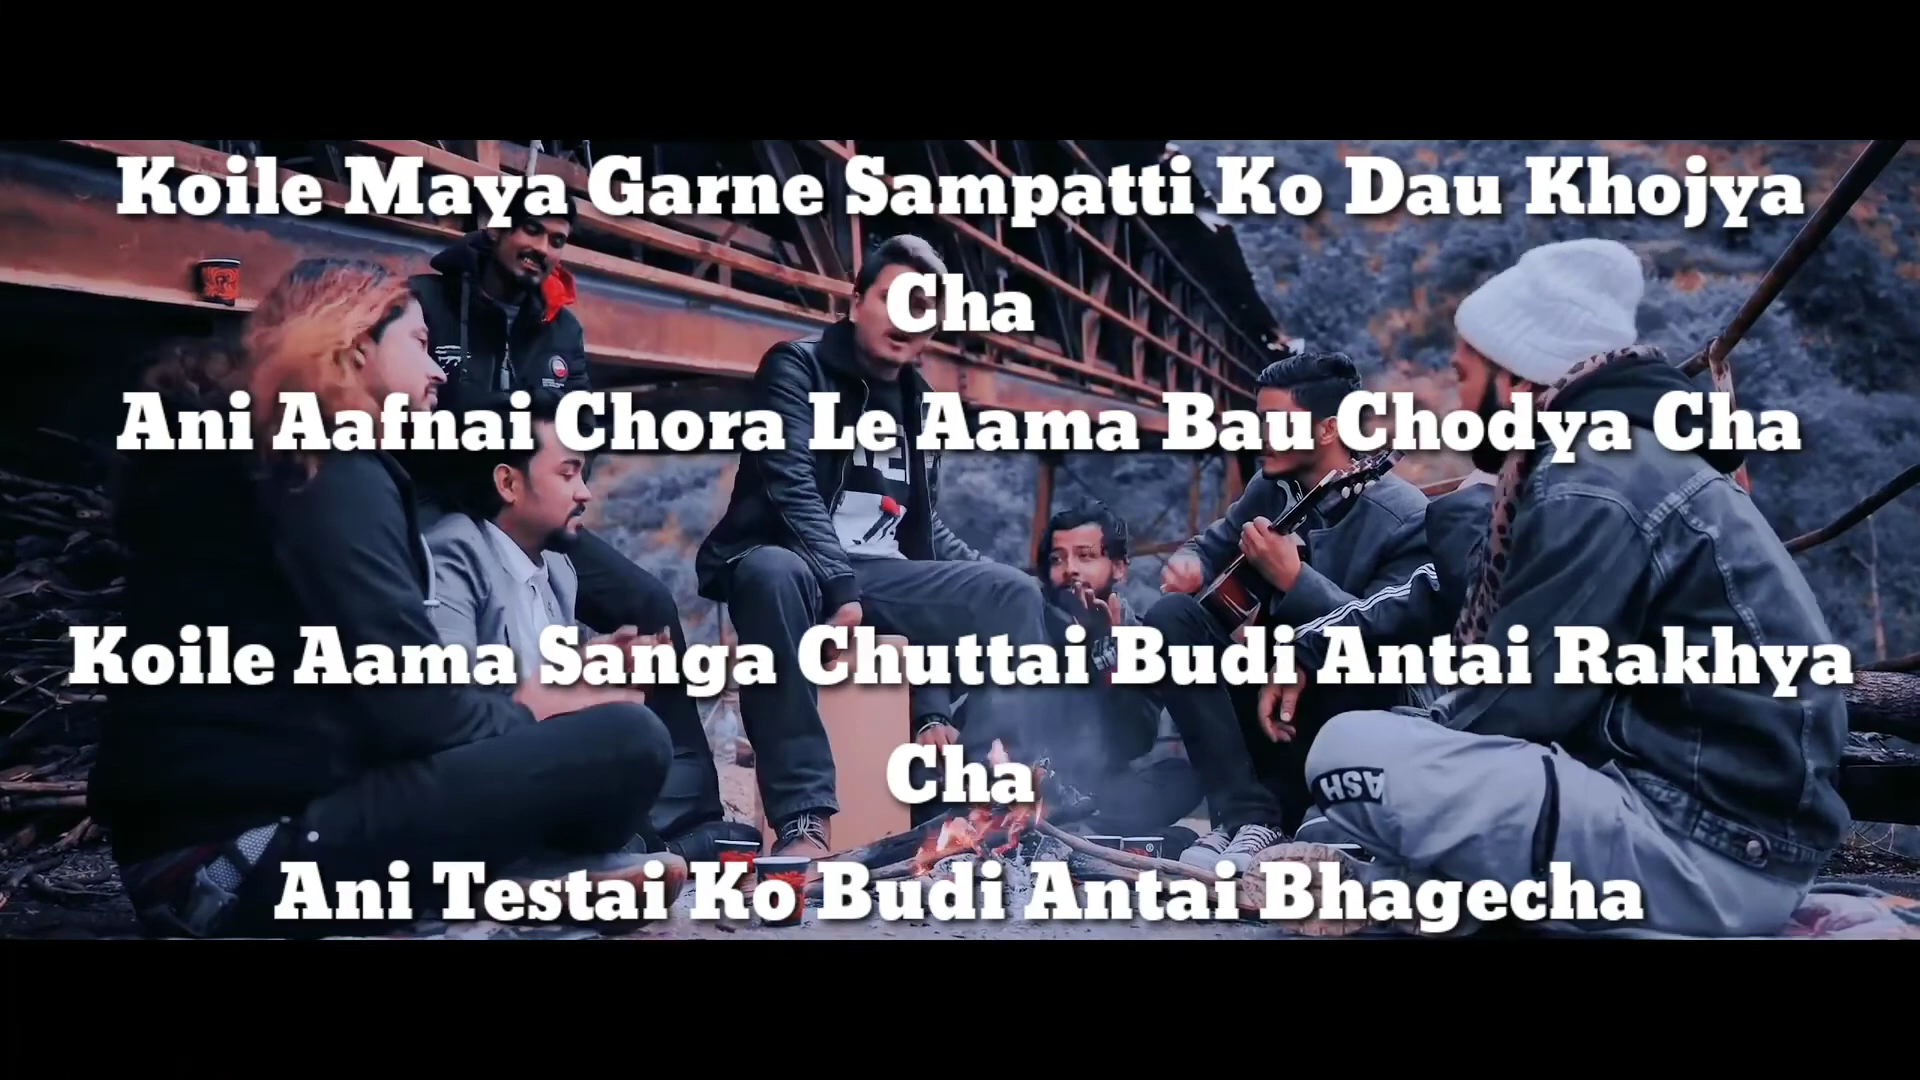 Koile Maya Garne Sampatti Ko Dau Khojya
Cha
Ani Aafnai Chora Le Aama Bau Chodya Cha
Koile Aama Sanga Chuttai Budi Antai Rakhya
Cha
Ani Testai Ko Budi Antai Bhagecha
ASH